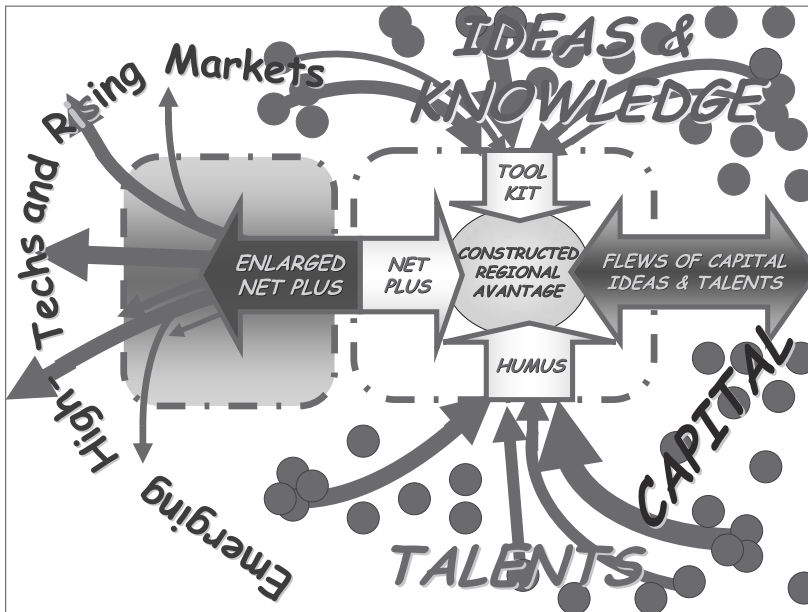 IDEAS &
KNOWLEDGE
Emerging High-Techs and Rising Markets
TOOL
KIT
ENLARGED
NET PLUS
NET
PLUS
CONSTRUCTED
REGIONAL
AVANTAGE
FLEWS OF CAPITAL
IDEAS & TALENTS
HUMUS
CAPITAL
TALENTS